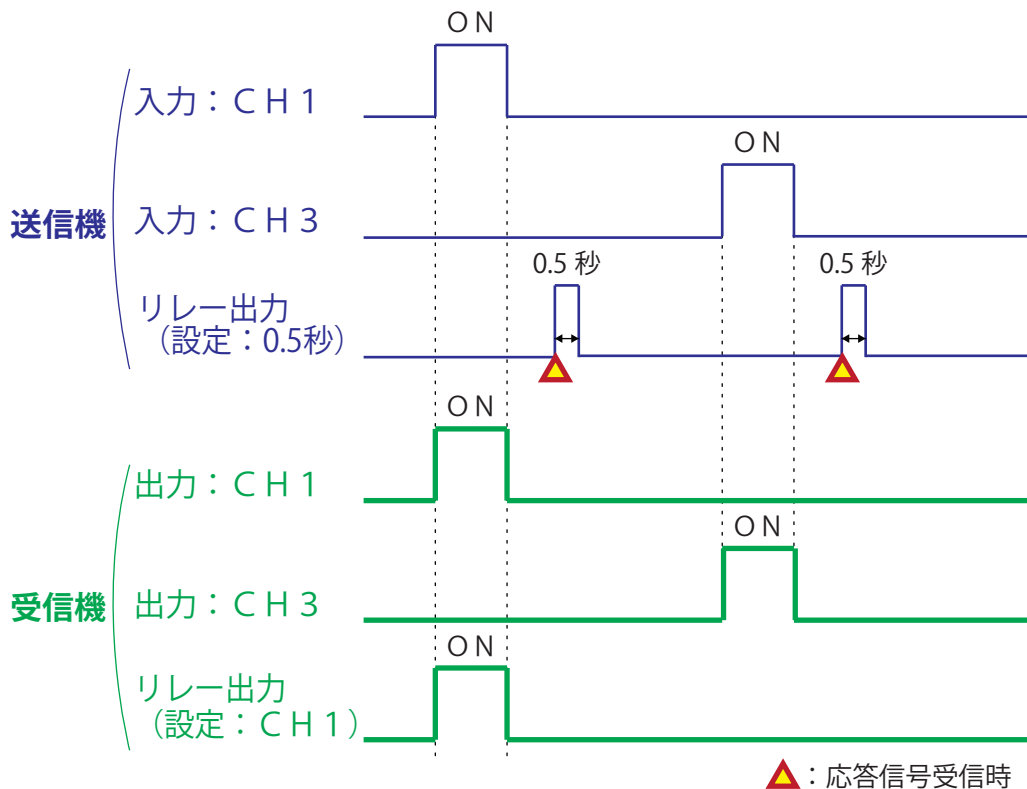 ON
入力：ＣＨ１
ON
送信機
入力：ＣＨ３
0.5 秒
0.5 秒
リレー出力
（設定：0.5秒）
ON
出力：ＣＨ１
ON
受信機
出力：ＣＨ３
ON
リレー出力
（設定：ＣＨ１）
：応答信号受信時